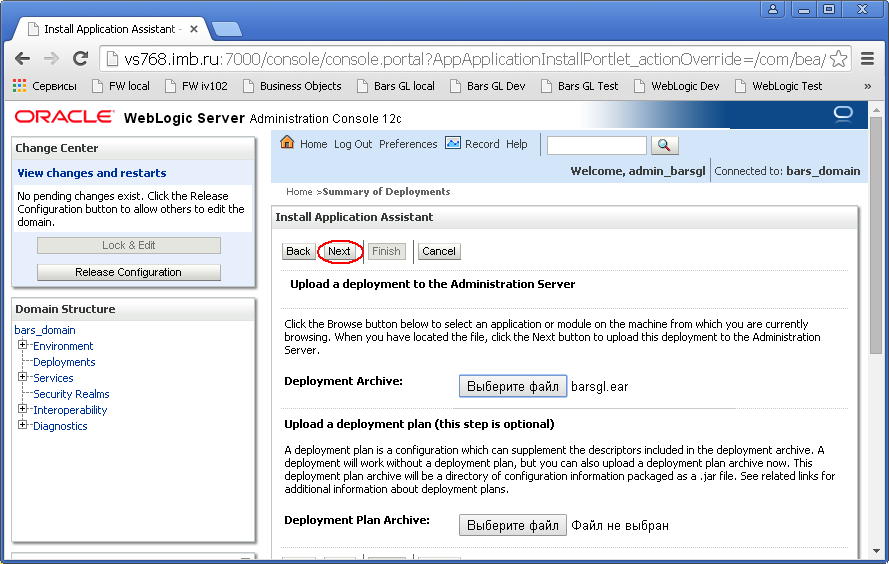 Install Application Assistant -
vs768.imb.ru:7000/console/console.portal?AppApplicationInstallPortlet_actionOverride=/com/bea/
Сервисы FW local FW iv102 Business Objects Bars GL local Bars GL Dev Bars GL Test WebLogic Dev WebLogic Test »
ORACLE WebLogic Server Administration Console 12c
Change Center
View changes and restarts
No pending changes exist. Click the Release
Configuration button to allow others to edit the
domain.
Lock & Edit
Release Configuration
Domain Structure
bars_domain
Environment
Deployments
Services
Security Realms
Interoperability
Diagnostics
Home Log Out Preferences Record Help
Welcome, admin_barsgl Connected to: bars_domain
Home >Summary of Deployments
Install Application Assistant
Back Next Finish Cancel
Upload a deployment to the Administration Server
Click the Browse button below to select an application or module on the machine from which you are currently
browsing. When you have located the file, click the Next button to upload this deployment to the Administration
Server.
Deployment Archive: Выберите файл barsgl.ear
Upload a deployment plan (this step is optional)
A deployment plan is a configuration which can supplement the descriptors included in the deployment archive. A
deployment will work without a deployment plan, but you can also upload a deployment plan archive now. This
deployment plan archive will be a directory of configuration information packaged as a .jar file. See related links for
additional information about deployment plans.
Deployment Plan Archive: Выберите файл Файл не выбран